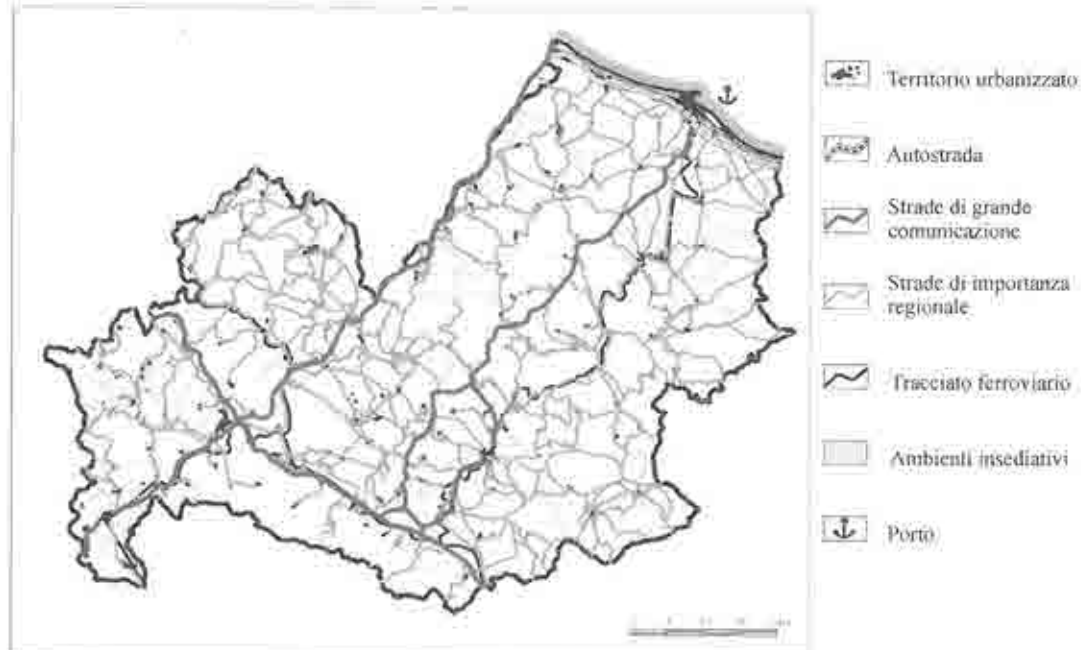 Territorio urbanizzato
Autostrada
Strade di grande
comunicazione
Strade di importanza
regionale
Tracciato ferroviario
Ambienti insediativi
Porto